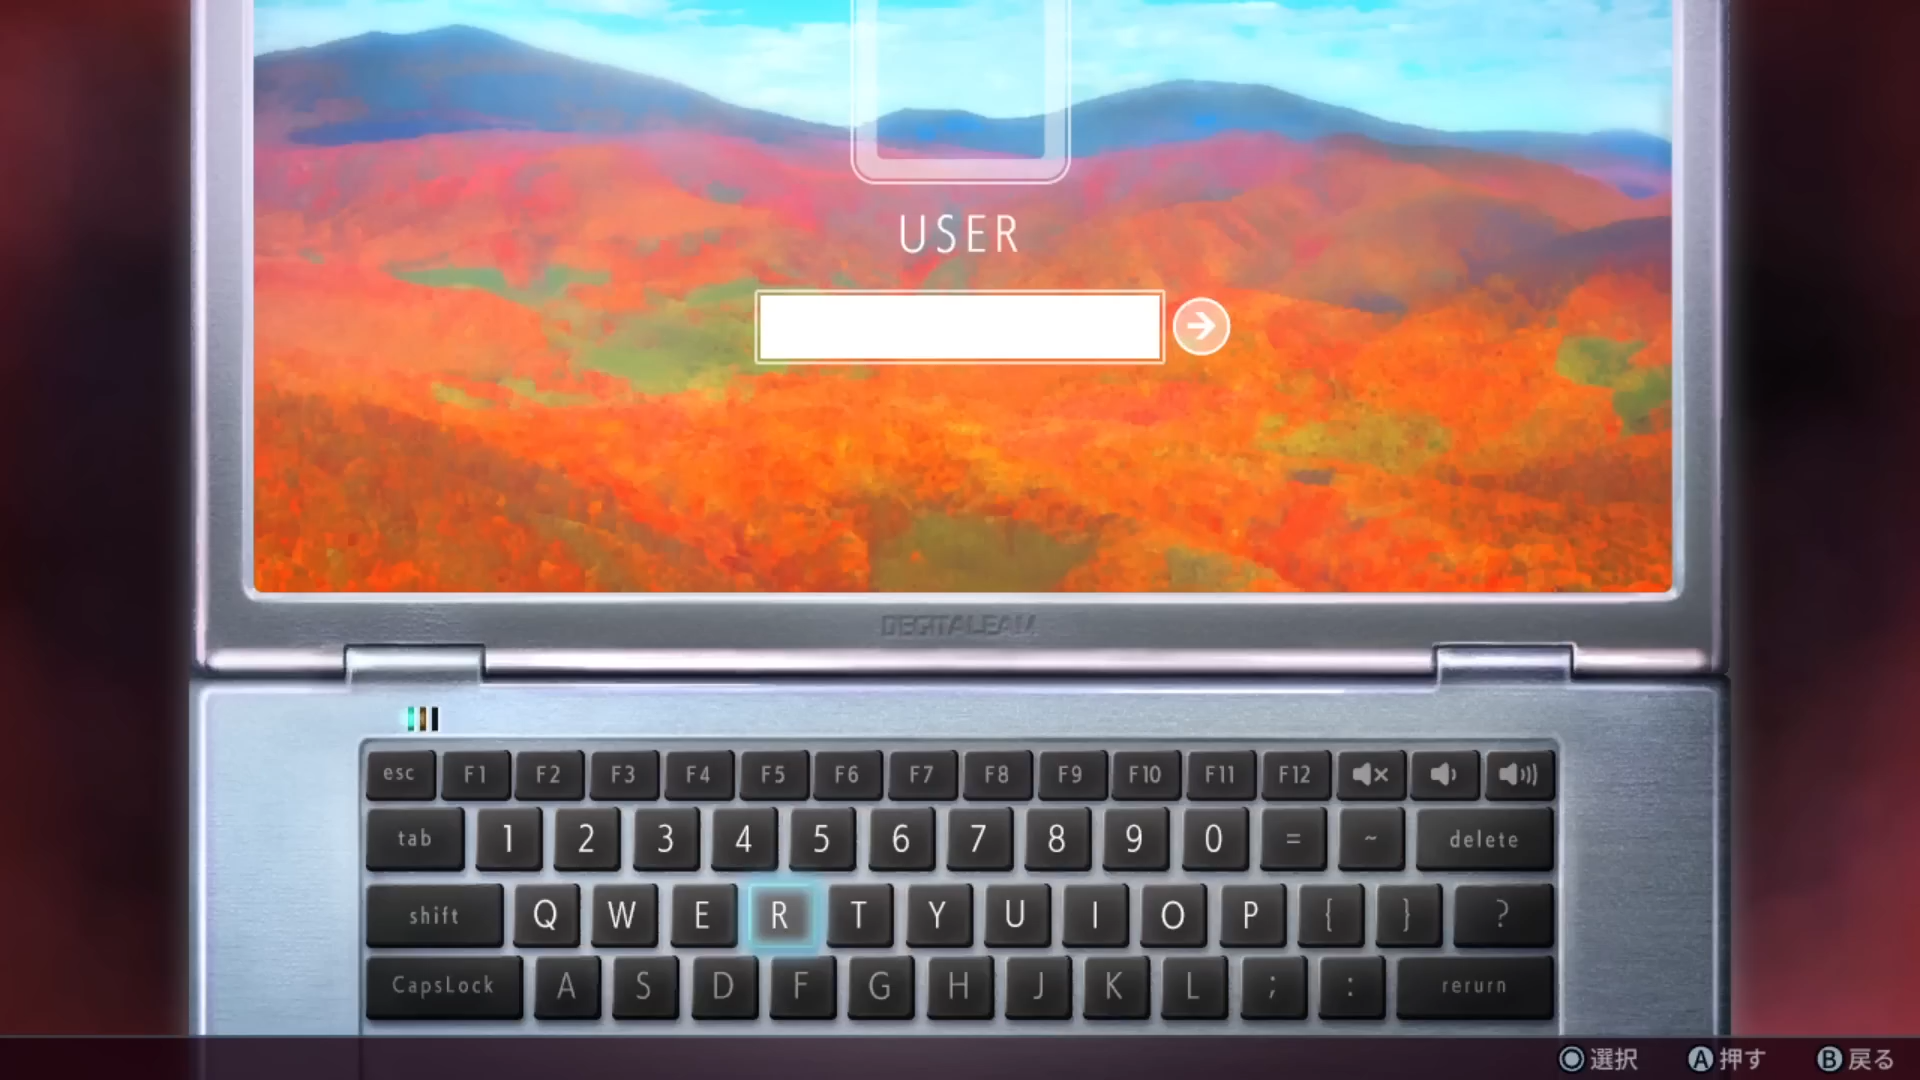 USER
DEGITALEAM
esc F1 F2 F3 F4 F5 F6 F7 F8 F9 F10 F11 F12
tab 1 2 3 4 5 6 7 8 9 0 = ~ delete
shift Q W E R T Y U I O P { } ?
CapsLock A S D F G H J K L ; : rerurn
選択 A 押す B 戻る